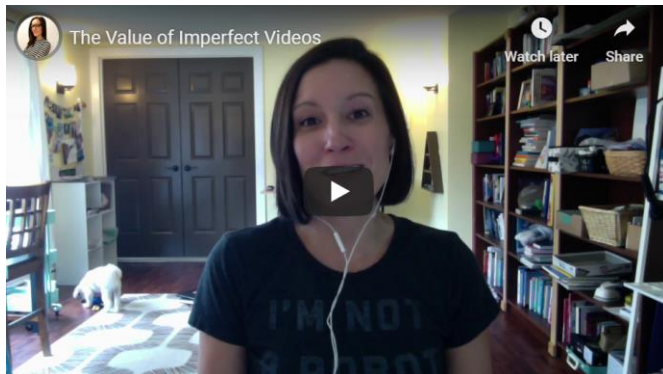 The Value of Imperfect Videos
Watch later
Share
I'M NOT
A ROBOT